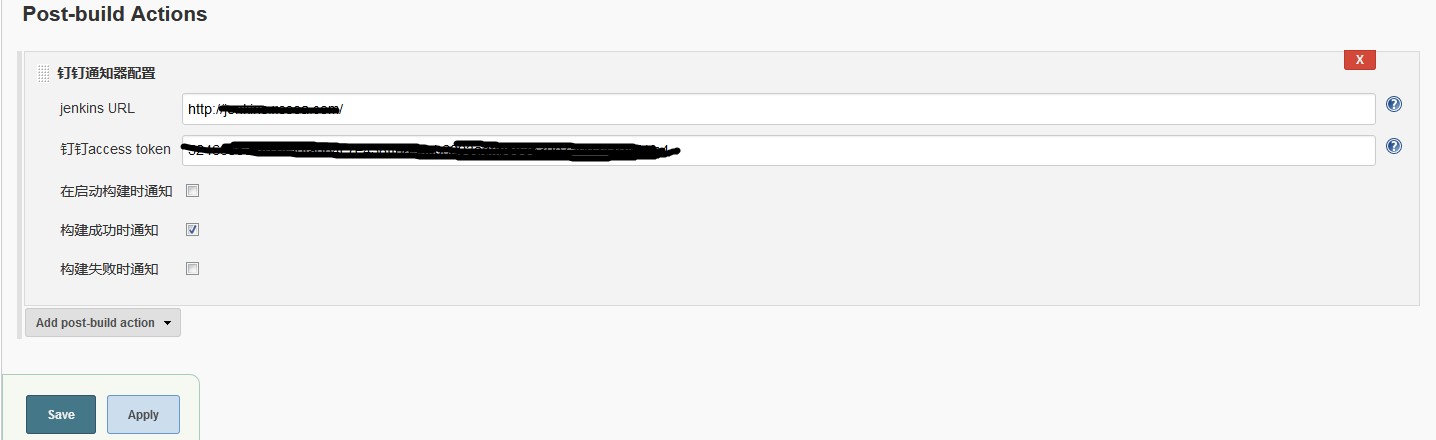 Post-build Actions
X
钉钉通知器配置
jenkins URL
http://
钉钉access token
在启动构建时通知
构建成功时通知
构建失败时通知
Add post-build action
Save
Apply